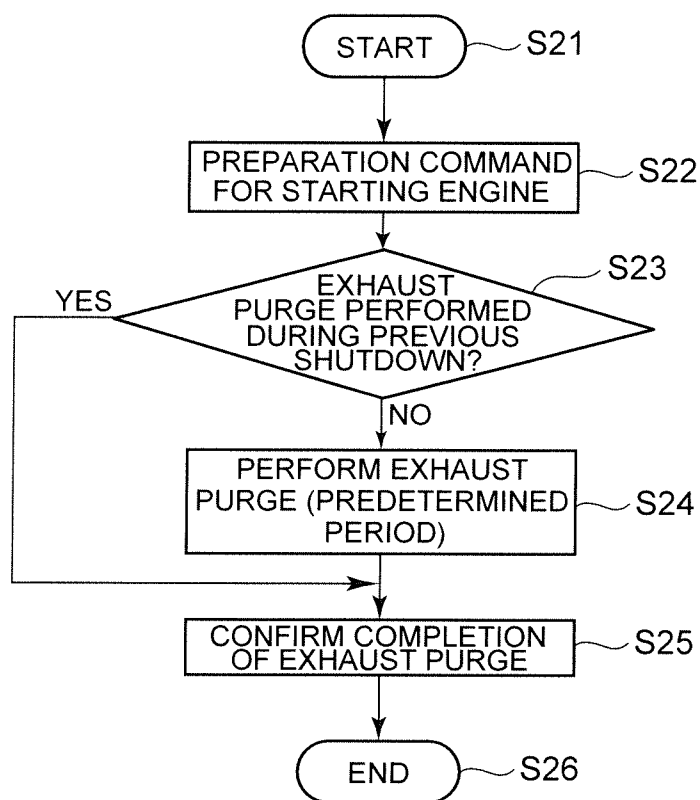 START
S21
PREPARATION COMMAND
FOR STARTING ENGINE
S22
S23
EXHAUST
PURGE PERFORMED
DURING PREVIOUS
SHUTDOWN?
YES
NO
PERFORM EXHAUST
PURGE (PREDETERMINED
PERIOD)
S24
CONFIRM COMPLETION
OF EXHAUST PURGE
S25
END
S26